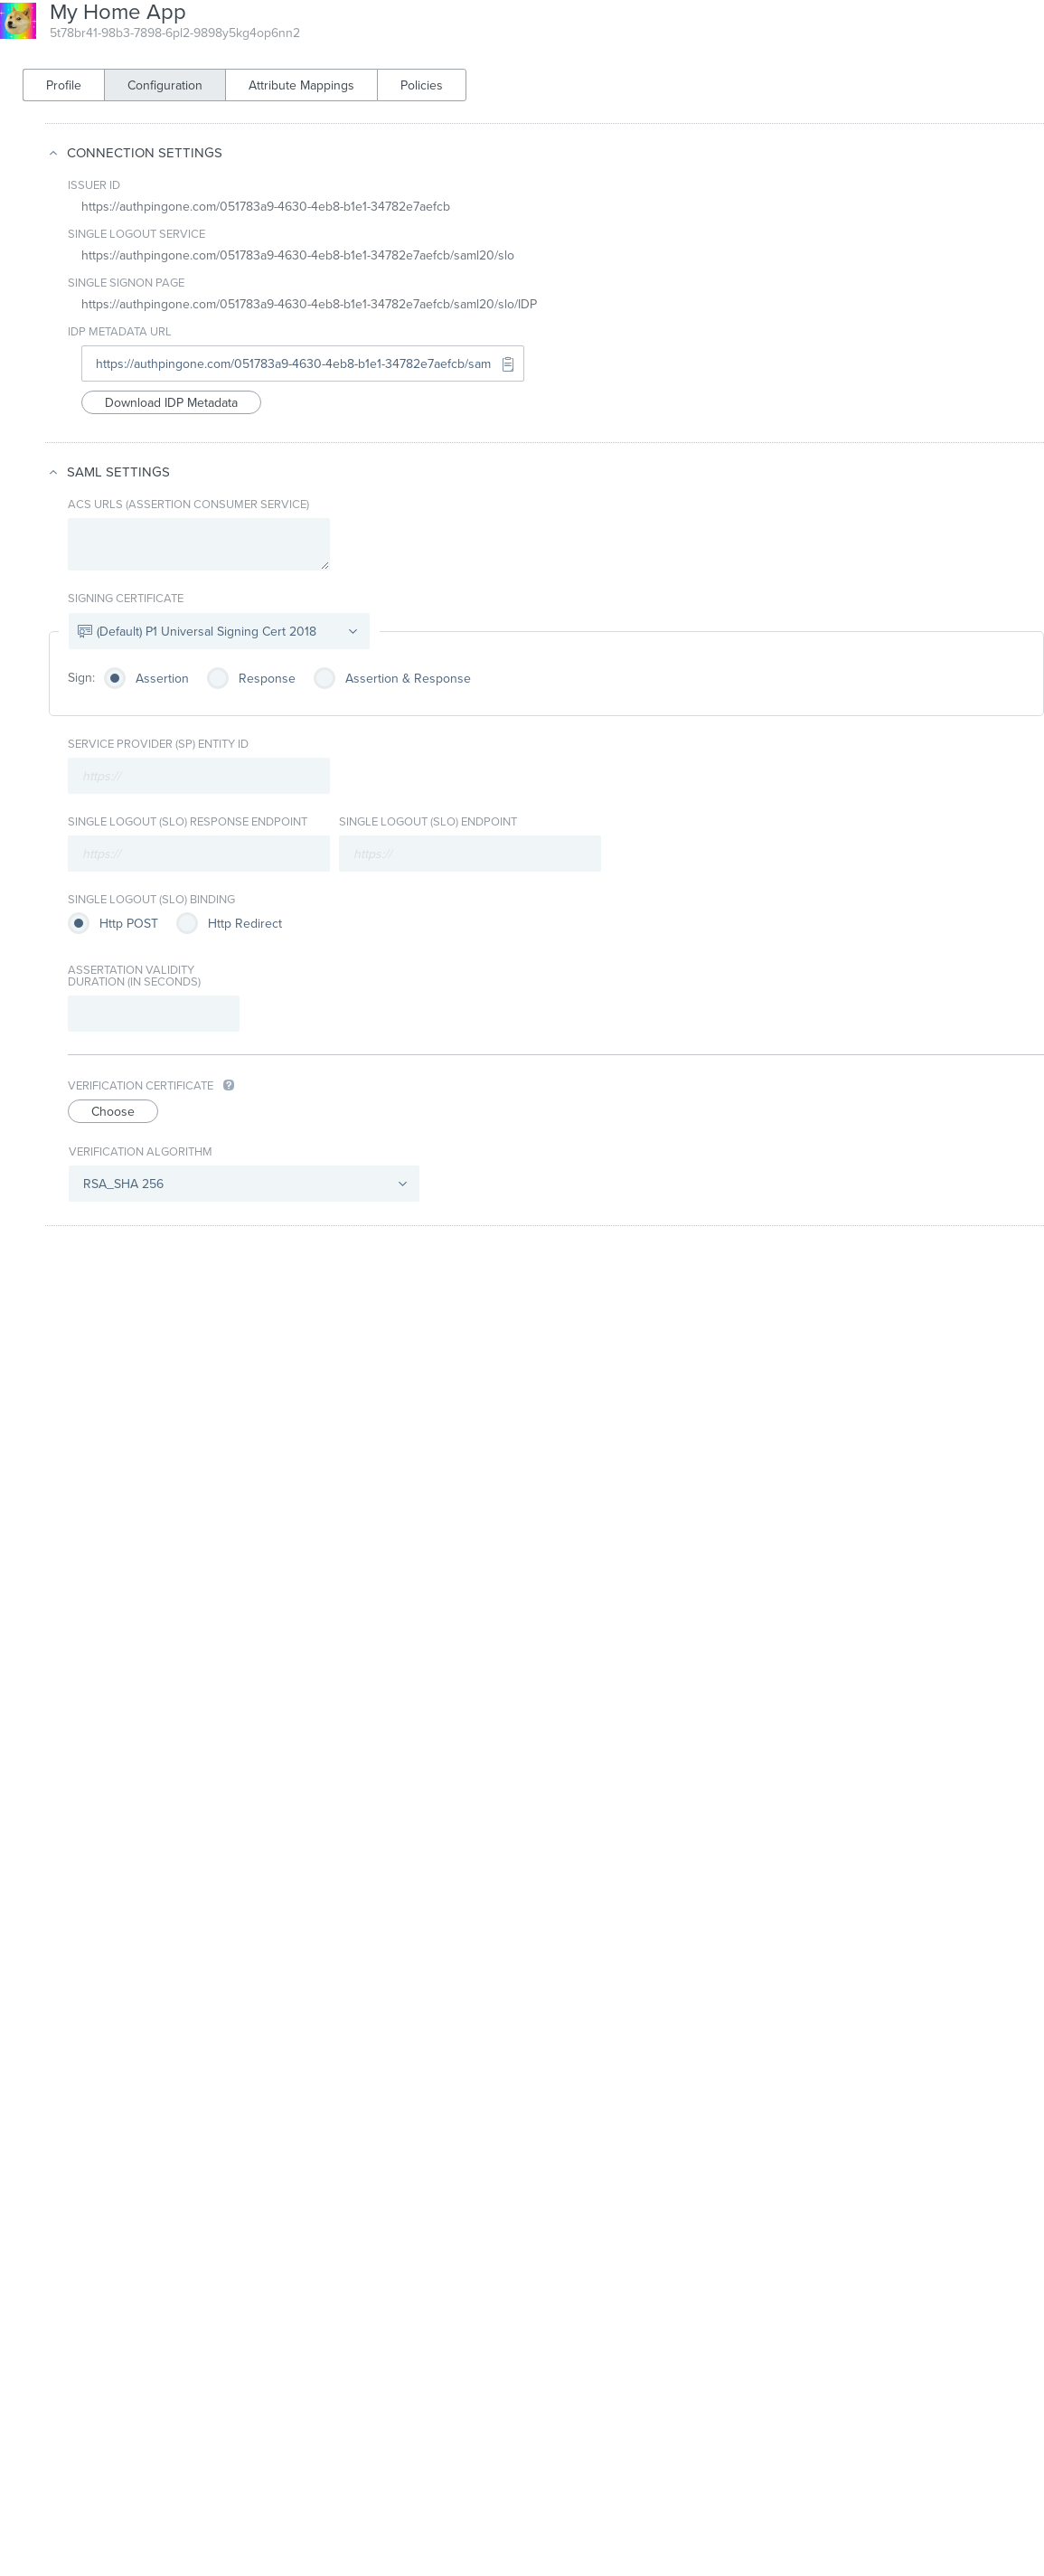 My Home App
5t78br41-98b3-7898-6pl2-9898y5kg4op6nn2
Profile
Configuration
Attribute Mappings
Policies
CONNECTION SETTINGS
ISSUER ID
https://authpingone.com/051783a9-4630-4eb8-b1e1-34782e7aefcb
SINGLE LOGOUT SERVICE
https://authpingone.com/051783a9-4630-4eb8-b1e1-34782e7aefcb/saml20/slo
SINGLE SIGNON PAGE
https://authpingone.com/051783a9-4630-4eb8-b1e1-34782e7aefcb/saml20/slo/IDP
IDP METADATA URL
https://authpingone.com/051783a9-4630-4eb8-b1e1-34782e7aefcb/sam
Download IDP Metadata
SAML SETTINGS
ACS URLS (ASSERTION CONSUMER SERVICE)
SIGNING CERTIFICATE
(Default) P1 Universal Signing Cert 2018
Sign: Assertion Response Assertion & Response
SERVICE PROVIDER (SP) ENTITY ID
https://
SINGLE LOGOUT (SLO) RESPONSE ENDPOINT
https://
SINGLE LOGOUT (SLO) ENDPOINT
https://
SINGLE LOGOUT (SLO) BINDING
Http POST Http Redirect
ASSERTATION VALIDITY
DURATION (IN SECONDS)
VERIFICATION CERTIFICATE ?
Choose
VERIFICATION ALGORITHM
RSA_SHA 256